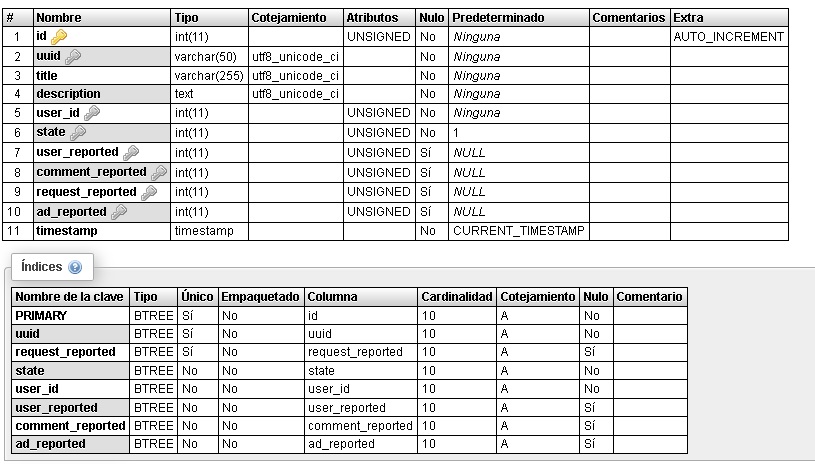 # Nombre Tipo Cotejamiento Atributos Nulo Predeterminado Comentarios Extra
1 id int(11) UNSIGNED No Ninguna AUTO_INCREMENT
2 uuid varchar(50) utf8_unicode_ci No Ninguna
3 title varchar(255) utf8_unicode_ci No Ninguna
4 description text utf8_unicode_ci No Ninguna
5 user_id int(11) UNSIGNED No Ninguna
6 state int(11) UNSIGNED No 1
7 user_reported int(11) UNSIGNED Sí NULL
8 comment_reported int(11) UNSIGNED Sí NULL
9 request_reported int(11) UNSIGNED Sí NULL
10 ad_reported int(11) UNSIGNED Sí NULL
11 timestamp timestamp No CURRENT_TIMESTAMP
Índices
Nombre de la clave Tipo Único Empaquetado Columna Cardinalidad Cotejamiento Nulo Comentario
PRIMARY BTREE Sí No id 10 A No
uuid BTREE Sí No uuid 10 A No
request_reported BTREE Sí No request_reported 10 A Sí
state BTREE No No state 10 A No
user_id BTREE No No user_id 10 A No
user_reported BTREE No No user_reported 10 A Sí
comment_reported BTREE No No comment_reported 10 A Sí
ad_reported BTREE No No ad_reported 10 A Sí